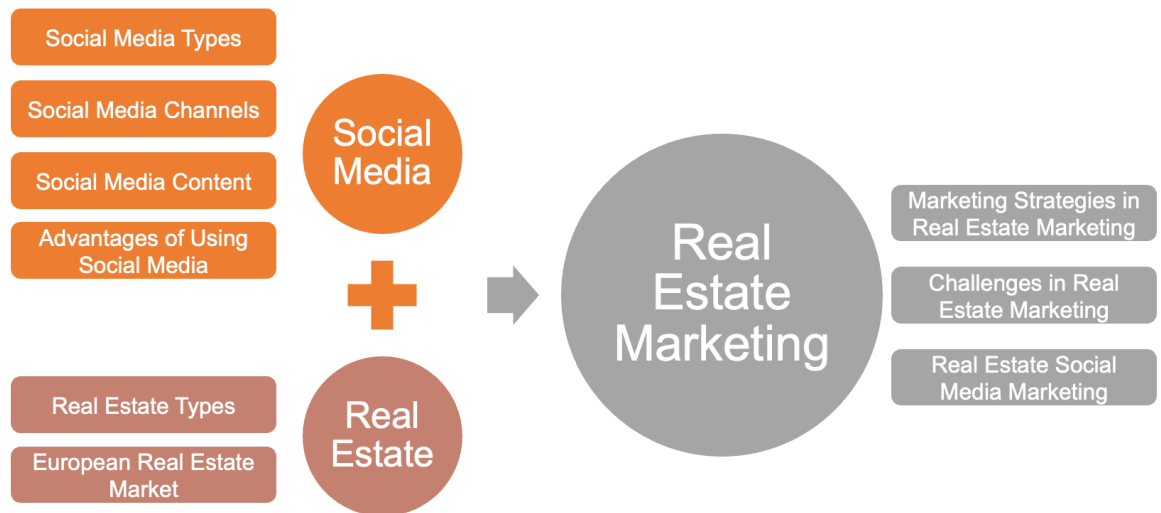 Social Media Types
Social Media Channels
Social Media Content
Advantages of Using
Social Media
Social
Media
Real Estate Types
European Real Estate
Market
Real
Estate
Real
Estate
Marketing
Marketing Strategies in
Real Estate Marketing
Challenges in Real
Estate Marketing
Real Estate Social
Media Marketing